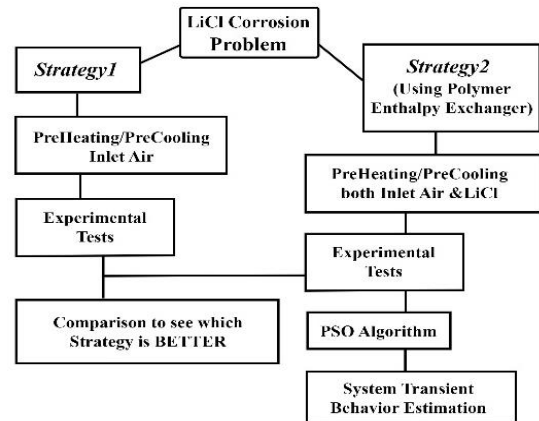 LiCl Corrosion
Problem
Strategy1
PreHeating/PreCooling
Inlet Air
Experimental
Tests
Comparison to see which
Strategy is BETTER
Strategy2
(Using Polymer
Enthalpy Exchanger)
PreHeating/PreCooling
both Inlet Air &LiCl
Experimental
Tests
PSO Algorithm
System Transient
Behavior Estimation